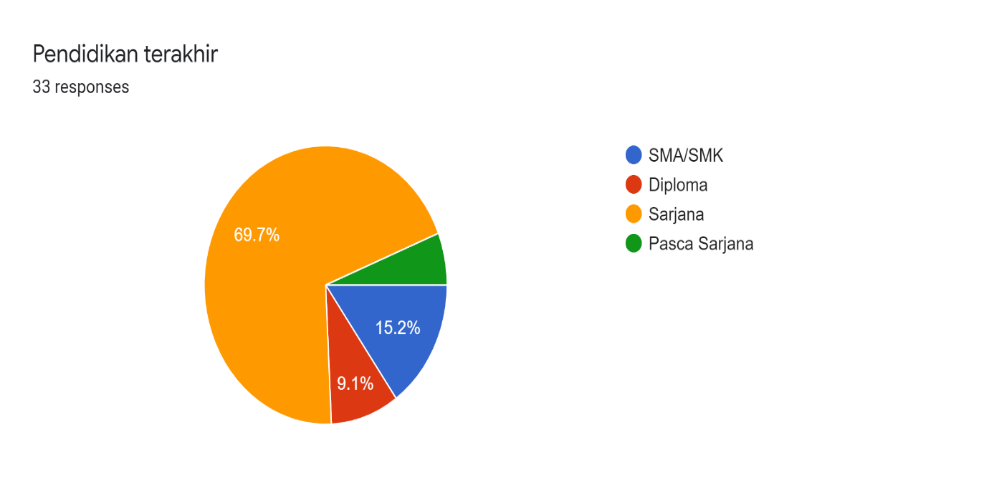 Pendidikan terakhir
33 responses
69.7%
15.2%
9.1%
SMA/SMK
Diploma
Sarjana
Pasca Sarjana